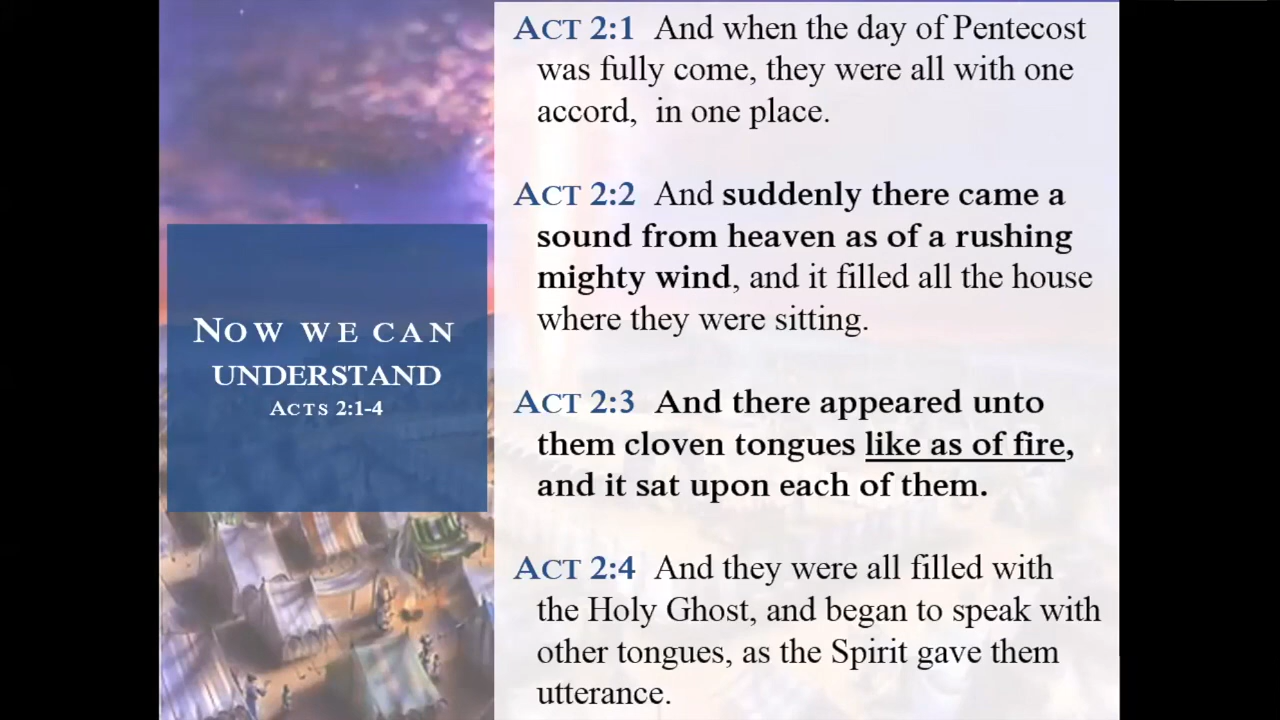 NOW WE CAN
UNDERSTAND
ACTS 2:1-4
ACT 2:1 And when the day of Pentecost
was fully come, they were all with one
accord, in one place.
ACT 2:2 And suddenly there came a
sound from heaven as of a rushing
mighty wind, and it filled all the house
where they were sitting.
ACT 2:3 And there appeared unto
them cloven tongues like as of fire,
and it sat upon each of them.
ACT 2:4 And they were all filled with
the Holy Ghost, and began to speak with
other tongues, as the Spirit gave them
utterance.